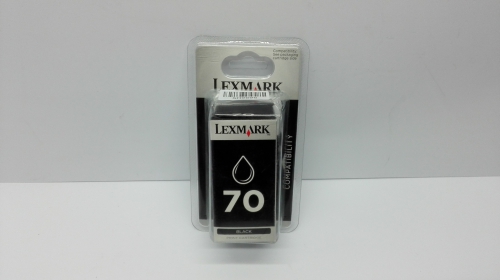 LEXMARK
LEXMARK
70
BLACK
COMPATIBILITY